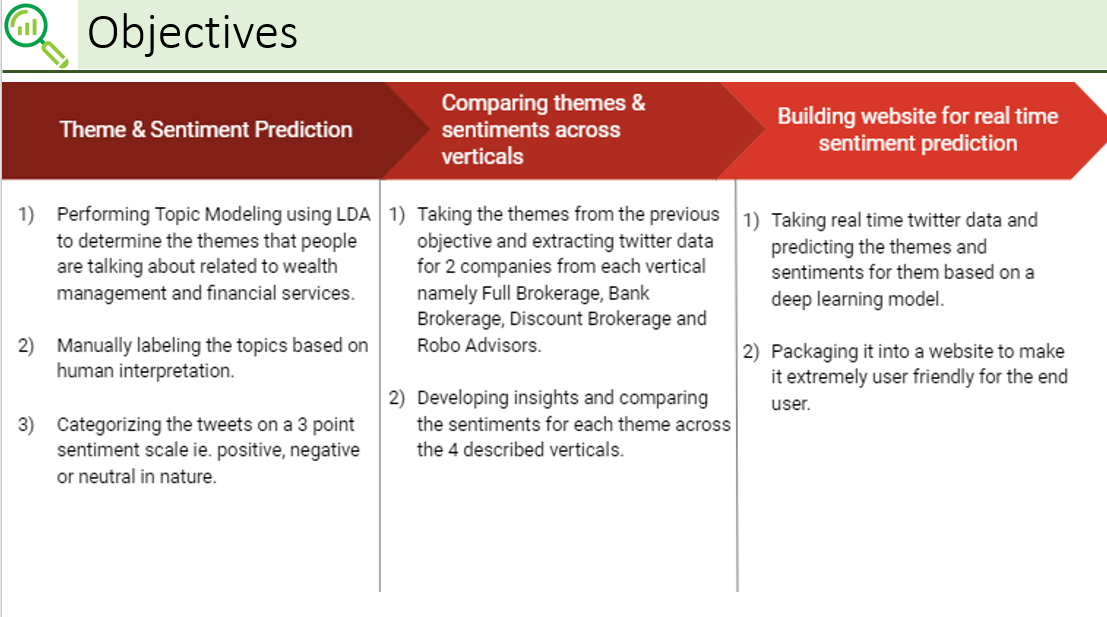 Objectives
Theme & Sentiment Prediction
Comparing themes &
sentiments across
verticals
Building website for real time
sentiment prediction
1) Performing Topic Modeling using LDA
to determine the themes that people
are talking about related to wealth
management and financial services.
2) Manually labeling the topics based on
human interpretation.
3) Categorizing the tweets on a 3 point
sentiment scale ie. positive, negative
or neutral in nature.
1) Taking the themes from the previous
objective and extracting twitter data
for 2 companies from each vertical
namely Full Brokerage, Bank
Brokerage, Discount Brokerage and
Robo Advisors.
2) Developing insights and comparing
the sentiments for each theme across
the 4 described verticals.
1) Taking real time twitter data and
predicting the themes and
sentiments for them based on a
deep learning model.
2) Packaging it into a website to make
it extremely user friendly for the end
user.